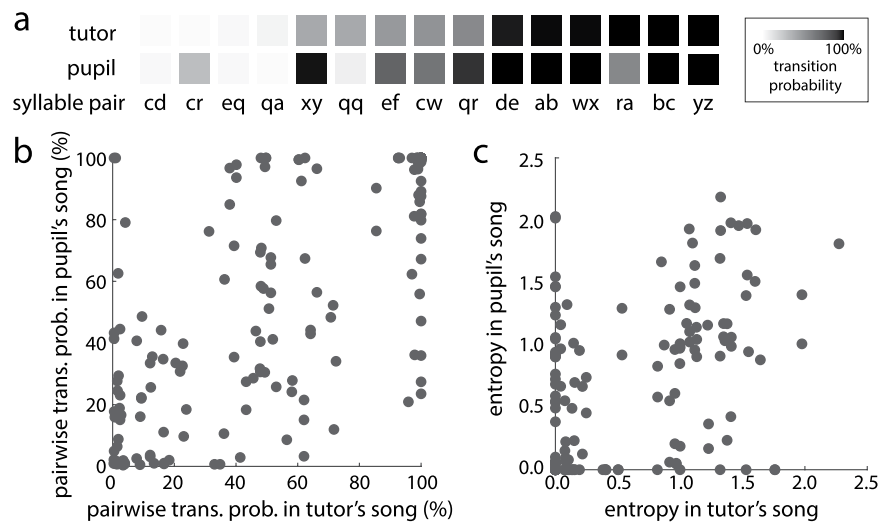 a
tutor
pupil
syllable pair cd cr eq qa xy qq ef cw qr de ab wx ra bc yz
0% 100%
transition
probability
b
pairwise trans. prob. in pupil's song (%)
100
80
60
40
20
0
0 20 40 60 80 100
pairwise trans. prob. in tutor's song (%)
c
entropy in pupil's song
2.5
2.0
1.5
1.0
0.5
0.0
0.0 0.5 1.0 1.5 2.0 2.5
entropy in tutor's song